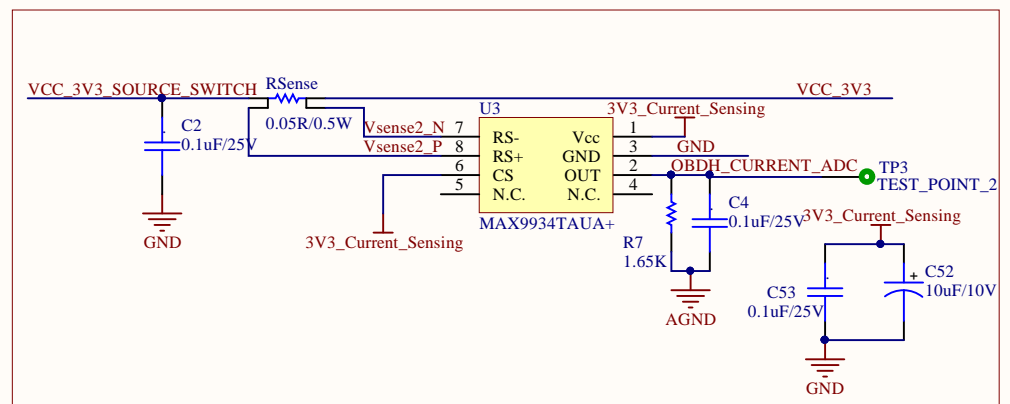 VCC_3V3_SOURCE_SWITCH
RSense
0.05R/0.5W
VCC_3V3
C2
0.1uF/25V
GND
Vsense2_N
Vsense2_P
U3
7 RS- Vcc 1
8 RS+ GND 3
6 CS OUT 2
5 N.C. N.C. 4
MAX9934TAUA+
3V3_Current_Sensing
3V3_Current_Sensing
GND
OBDH_CURRENT_ADC
TP3
TEST_POINT_2
R7
1.65K
C4
0.1uF/25V
AGND
3V3_Current_Sensing
C53
0.1uF/25V
+
C52
10uF/10V
GND